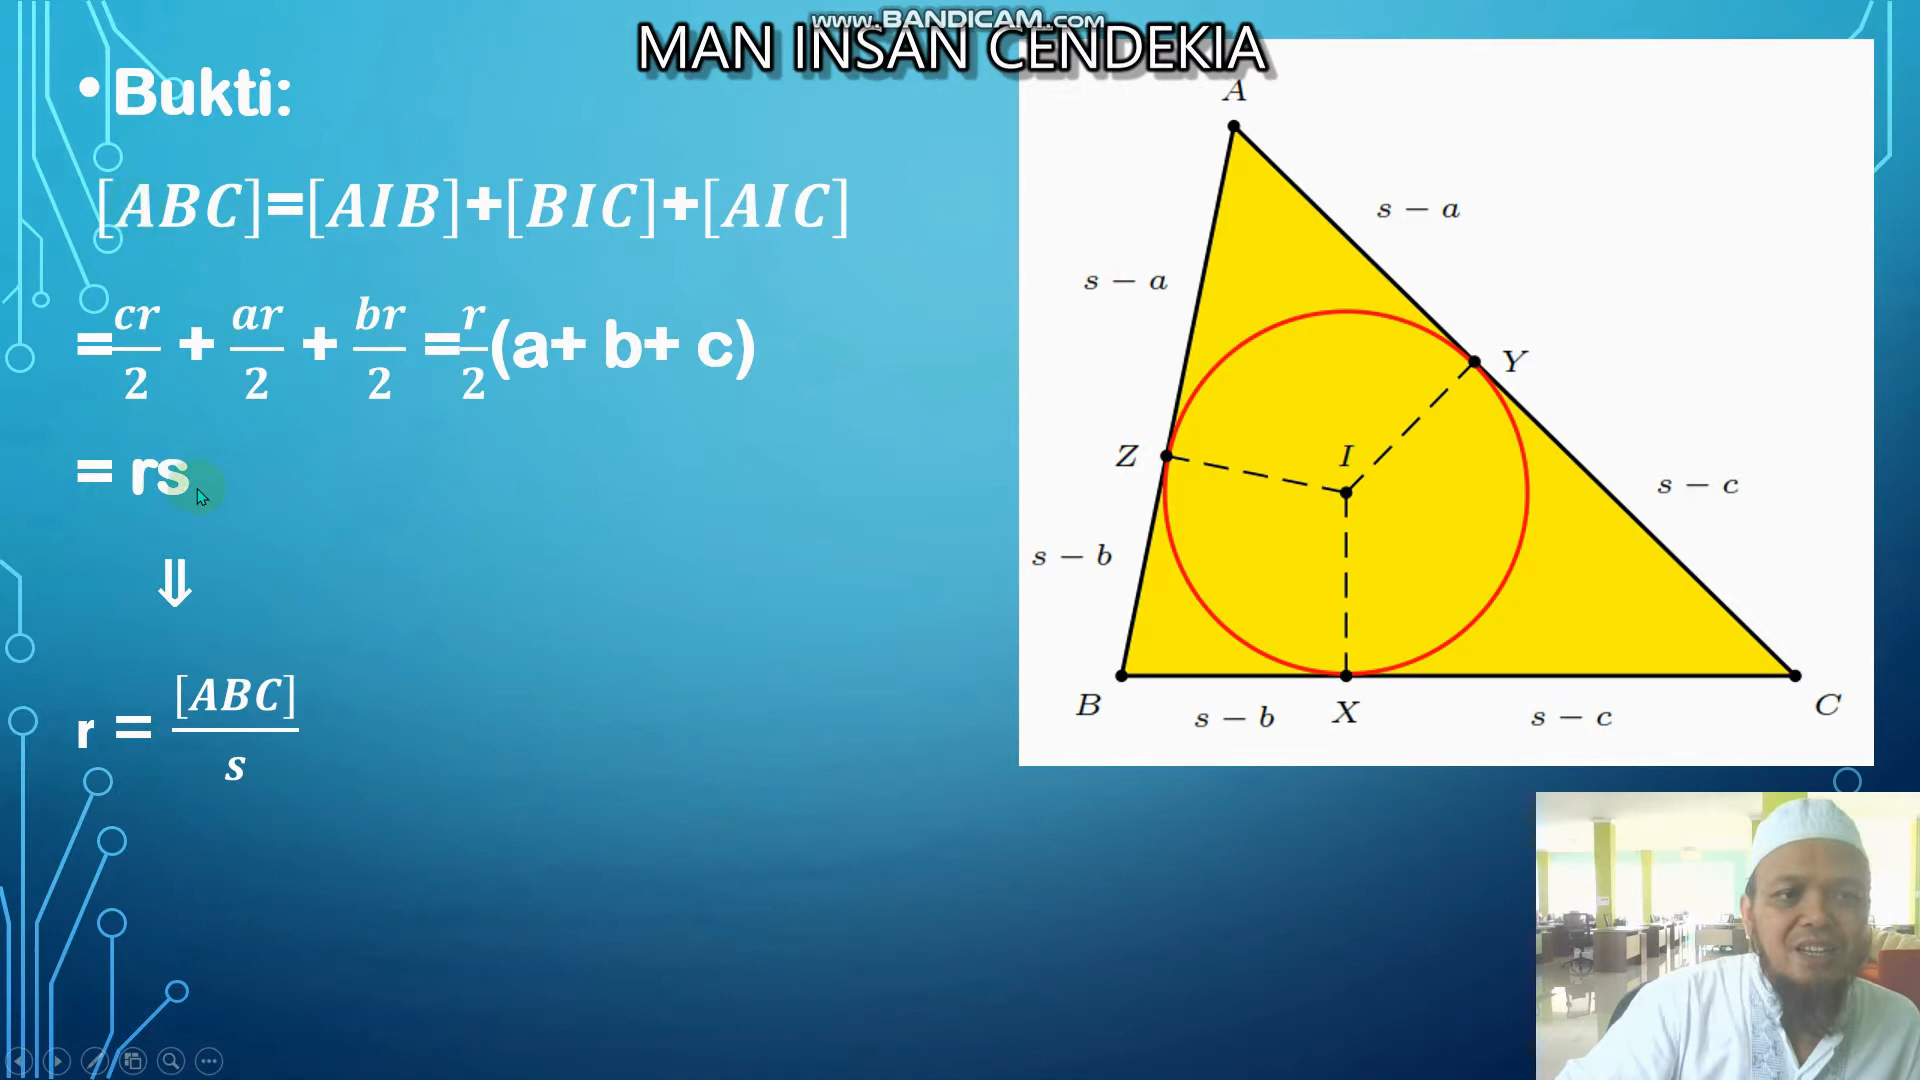 www.BANDICAM.com
MAN INSAN CENDEKIA
•Bukti:
[ABC]=[AIB]+[BIC]+[AIC]
=cr/2 + ar/2 + br/2 =r/2(a+ b+ c)
= rs
⇓
r = [ABC]/s
A
s − a
s − a
Y
Z
I
s − c
s − b
B
s − b
X
s − c
C